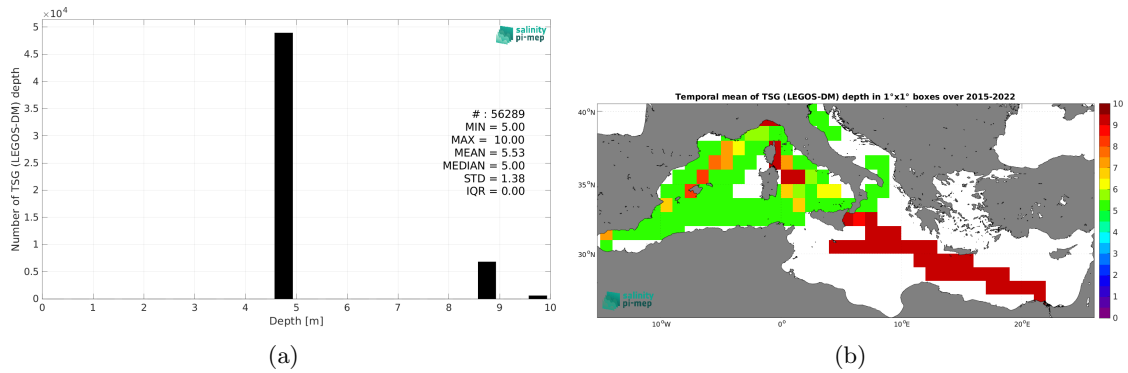 ×10⁴
5
4.5
4
3.5
3
2.5
2
1.5
1
0.5
0
Number of TSG (LEGOS-DM) depth
salinity
pi-mep
# : 56289
MIN = 5.00
MAX = 10.00
MEAN = 5.53
MEDIAN = 5.00
STD = 1.38
IQR = 0.00
0 1 2 3 4 5 6 7 8 9 10
Depth [m]
(a)
Temporal mean of TSG (LEGOS-DM) depth in 1°x1° boxes over 2015-2022
40°N
35°N
30°N
10°W 0° 10°E 20°E
salinity
pi-mep
10
9
8
7
6
5
4
3
2
1
0
(b)